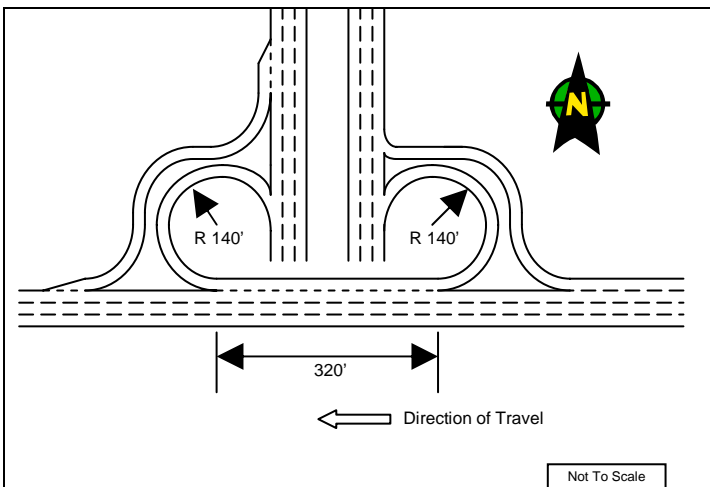 N
R 140’ R 140’
320’
Direction of Travel
Not To Scale